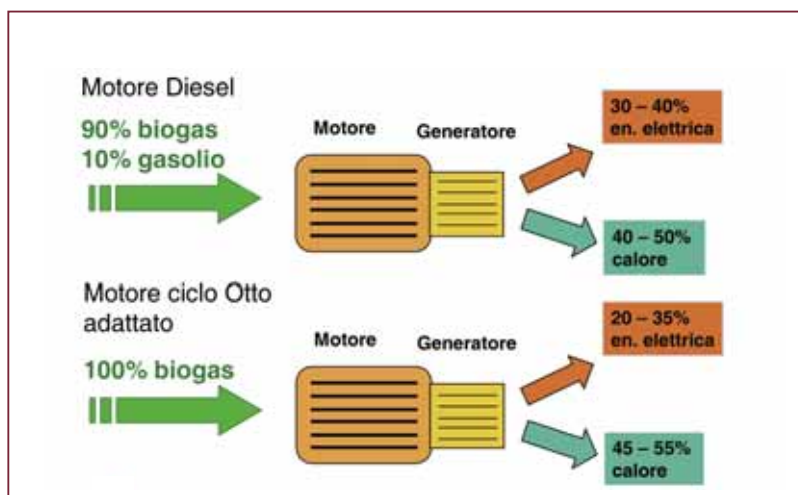 Motore Diesel
90% biogas
10% gasolio
Motore
Generatore
30 – 40%
en. elettrica
40 – 50%
calore
Motore ciclo Otto
adattato
100% biogas
Motore
Generatore
20 – 35%
en. elettrica
45 – 55%
calore